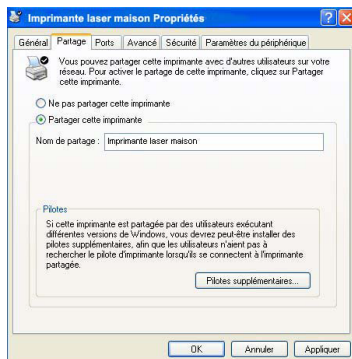 Imprimante laser maison Propriétés
Général Partage Ports Avancé Sécurité Paramètres du périphérique
Vous pouvez partager cette imprimante avec d'autres utilisateurs sur votre
réseau. Pour activer le partage de cette imprimante, cliquez sur Partager
cette imprimante.
Ne pas partager cette imprimante
Partager cette imprimante
Nom de partage : Imprimante laser maison
Pilotes
Si cette imprimante est partagée par des utilisateurs exécutant
différentes versions de Windows, vous devrez peut-être installer des
pilotes supplémentaires, afin que les utilisateurs n'aient pas à
rechercher le pilote d'imprimante lorsqu'ils se connectent à l'imprimante
partagée.
Pilotes supplémentaires...
OK Annuler Appliquer